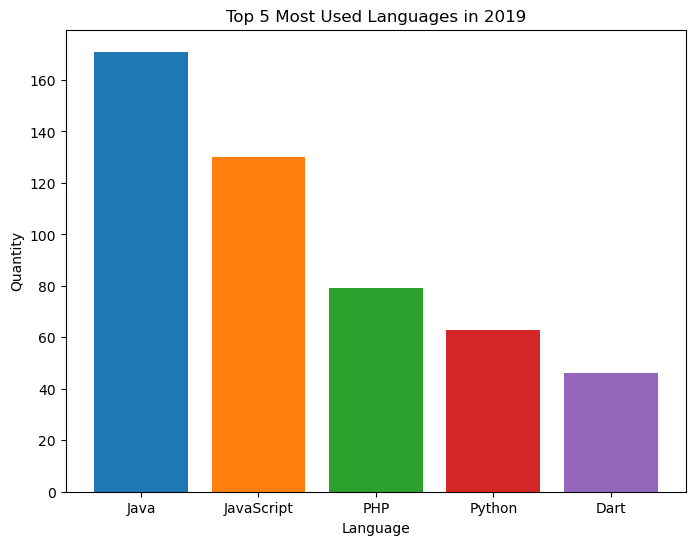 Top 5 Most Used Languages in 2019
Quantity
160
140
120
100
80
60
40
20
0
Java JavaScript PHP Python Dart
Language